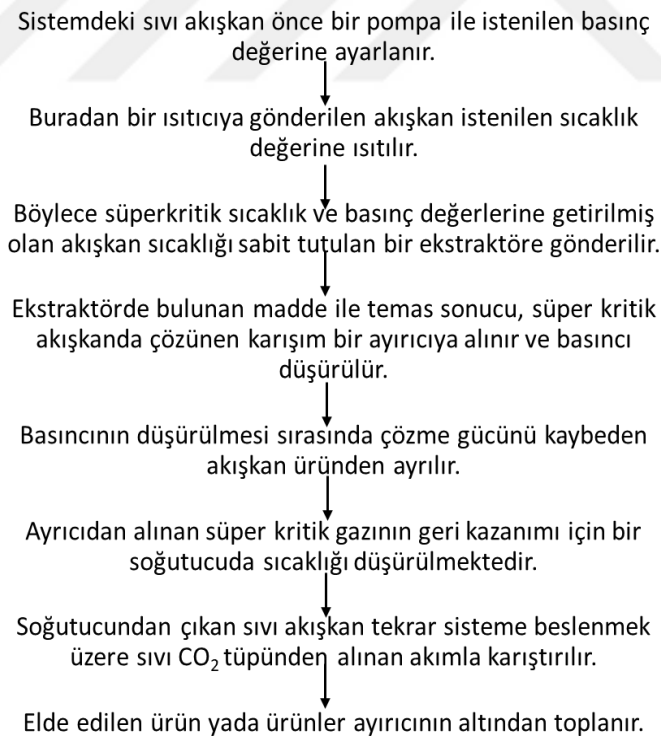 Sistemdeki sıvı akışkan önce bir pompa ile istenilen basınç
değerine ayarlanır.
Buradan bir ısıtıcıya gönderilen akışkan istenilen sıcaklık
değerine ısıtılır.
Böylece süperkritik sıcaklık ve basınç değerlerine getirilmiş
olan akışkan sıcaklığı sabit tutulan bir ekstraktöre gönderilir.
Ekstraktörde bulunan madde ile temas sonucu, süper kritik
akışkanda çözünen karışım bir ayırıcıya alınır ve basıncı
düşürülür.
Basıncının düşürülmesi sırasında çözme gücünü kaybeden
akışkan üründen ayrılır.
Ayrıcıdan alınan süper kritik gazının geri kazanımı için bir
soğutucuda sıcaklığı düşürülmektedir.
Soğutucundan çıkan sıvı akışkan tekrar sisteme beslenmek
üzere sıvı CO₂ tüpünden alınan akımla karıştırılır.
Elde edilen ürün yada ürünler ayırıcının altından toplanır.